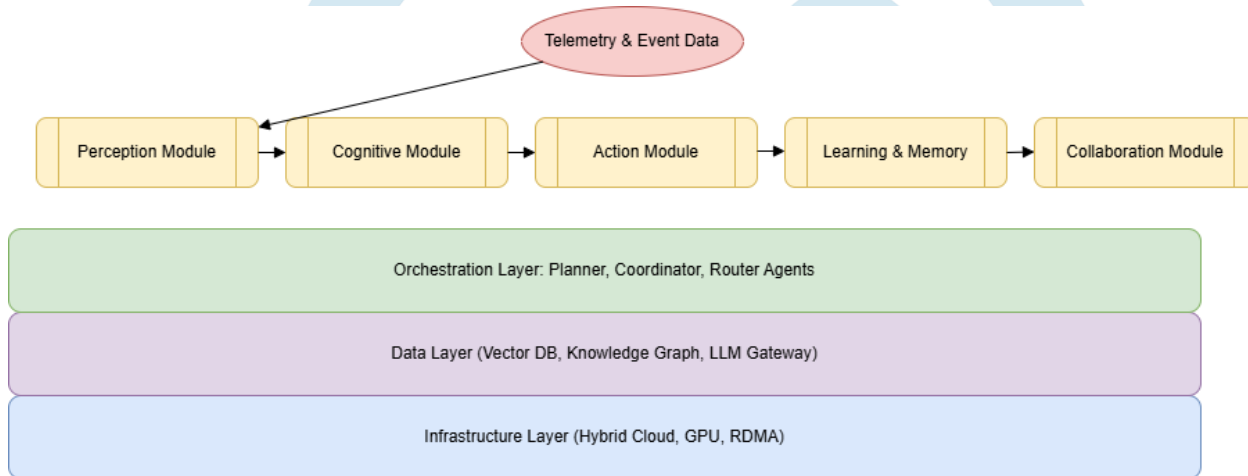 Telemetry & Event Data
Perception Module
Cognitive Module
Action Module
Learning & Memory
Collaboration Module
Orchestration Layer: Planner, Coordinator, Router Agents
Data Layer (Vector DB, Knowledge Graph, LLM Gateway)
Infrastructure Layer (Hybrid Cloud, GPU, RDMA)